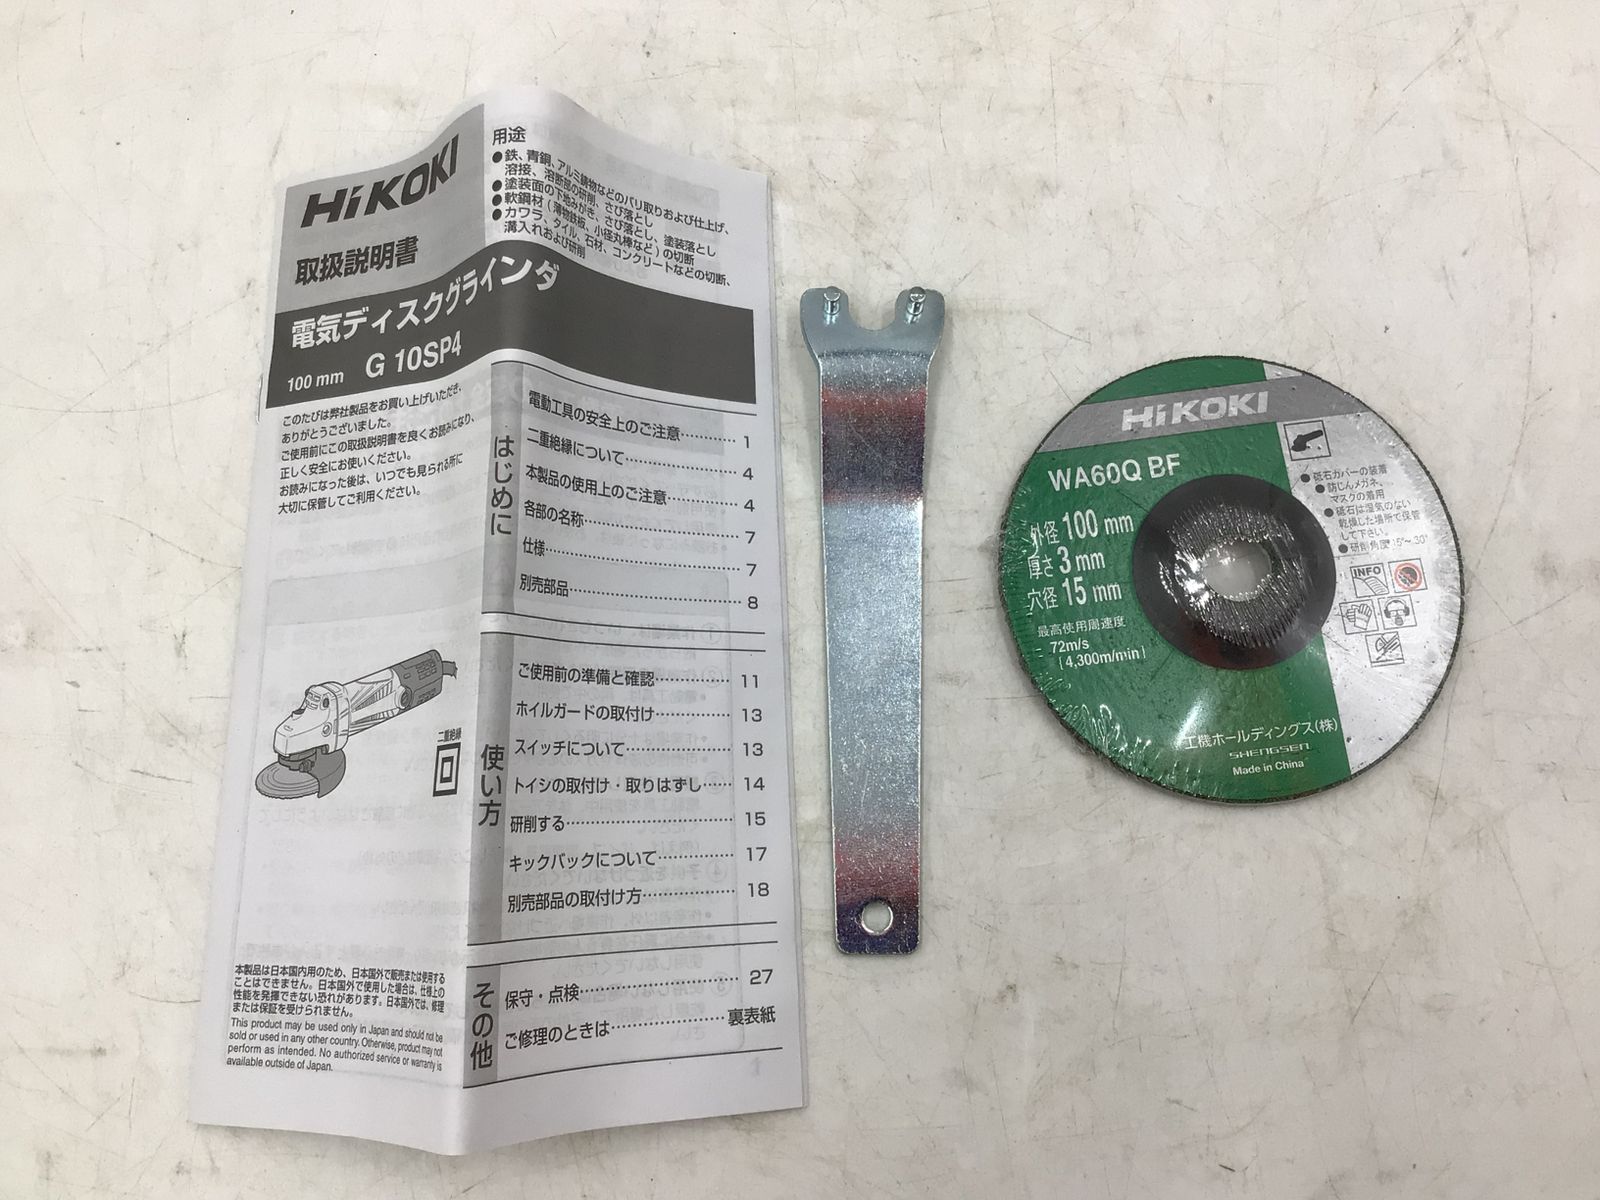 HiKOKI
取扱説明書
電気ディスクグラインダ
100 mm G 10SP4
用途
●鉄、青銅、アルミ鋳物などのバリ取りおよび仕上げ、
溶接、溶断部の研削、さび落とし
●塗装面の下地みがき、さび落とし、塗装落とし
●軟鋼材(薄物鉄板、小径丸棒など)の切断
●カワラ、タイル、石材、コンクリートなどの切断、
溝入れおよび研削
このたびは弊社製品をお買い上げいただき、
ありがとうございました。
ご使用前にこの取扱説明書を良くお読みになり、
正しく安全にお使いください。
お読みになった後は、いつでも見られる所に
大切に保管してご利用ください。
二重絶縁
本製品は日本国内用のため、日本国外で販売または使用する
ことはできません。日本国外で使用した場合は、仕様上の
性能を発揮できない恐れがあります。日本国外では、修理
または保証を受けられません。
This product may be used only in Japan and should not be
sold or used in any other country. Otherwise, product may not
perform as intended. No authorized service or warranty is
available outside of Japan.
はじめに
電動工具の安全上のご注意 1
二重絶縁について 4
本製品の使用上のご注意 4
各部の名称 7
仕様 7
別売部品 8
使い方
ご使用前の準備と確認 11
ホイルガードの取付け 13
スイッチについて 13
トイシの取付け・取りはずし 14
研削する 15
キックバックについて 17
別売部品の取付け方 18
その他
保守・点検 27
ご修理のときは 裏表紙
HiKOKI
WA60Q BF
外径 100 mm
厚さ 3 mm
穴径 15 mm
最高使用周速度
72m/s
[4,300m/min]
●砥石カバーの装着
●防じんメガネ、
マスクの着用
●砥石は湿気のない
乾燥した場所で保管
して下さい。
●研削角度15°～30°
INFO
工機ホールディングス(株)
SHENGSEN
Made in China